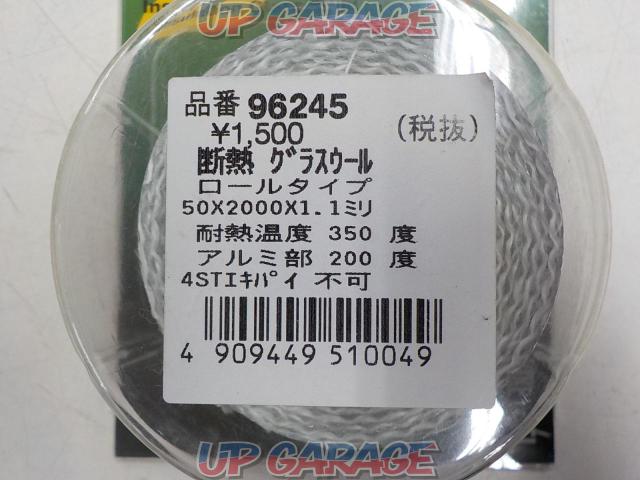 UP GARAGE
品番 96245
¥1,500 (税抜)
断熱 グラスウール
ロールタイプ
50X2000X1.1ミリ
耐熱温度 350 度
アルミ部 200 度
4STエキパイ 不可
4 909449 510049
UP GARAGE